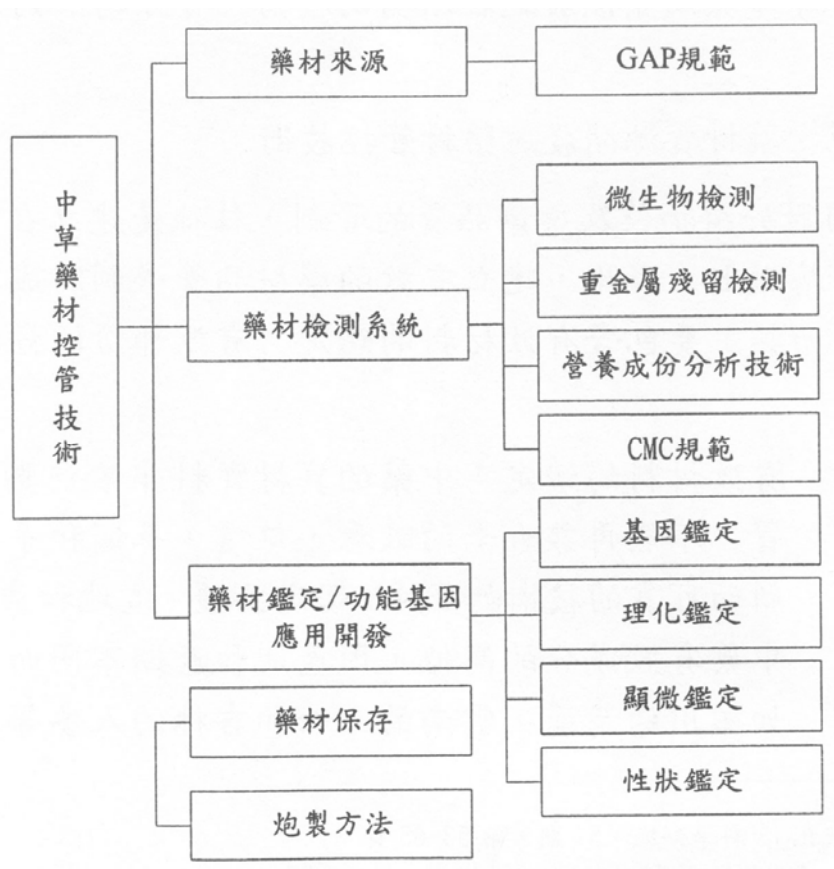 藥材來源
GAP規範
中草藥材控管技術
藥材檢測系統
微生物檢測
重金屬殘留檢測
營養成份分析技術
CMC規範
藥材鑑定/功能基因
應用開發
基因鑑定
理化鑑定
顯微鑑定
性狀鑑定
藥材保存
炮製方法